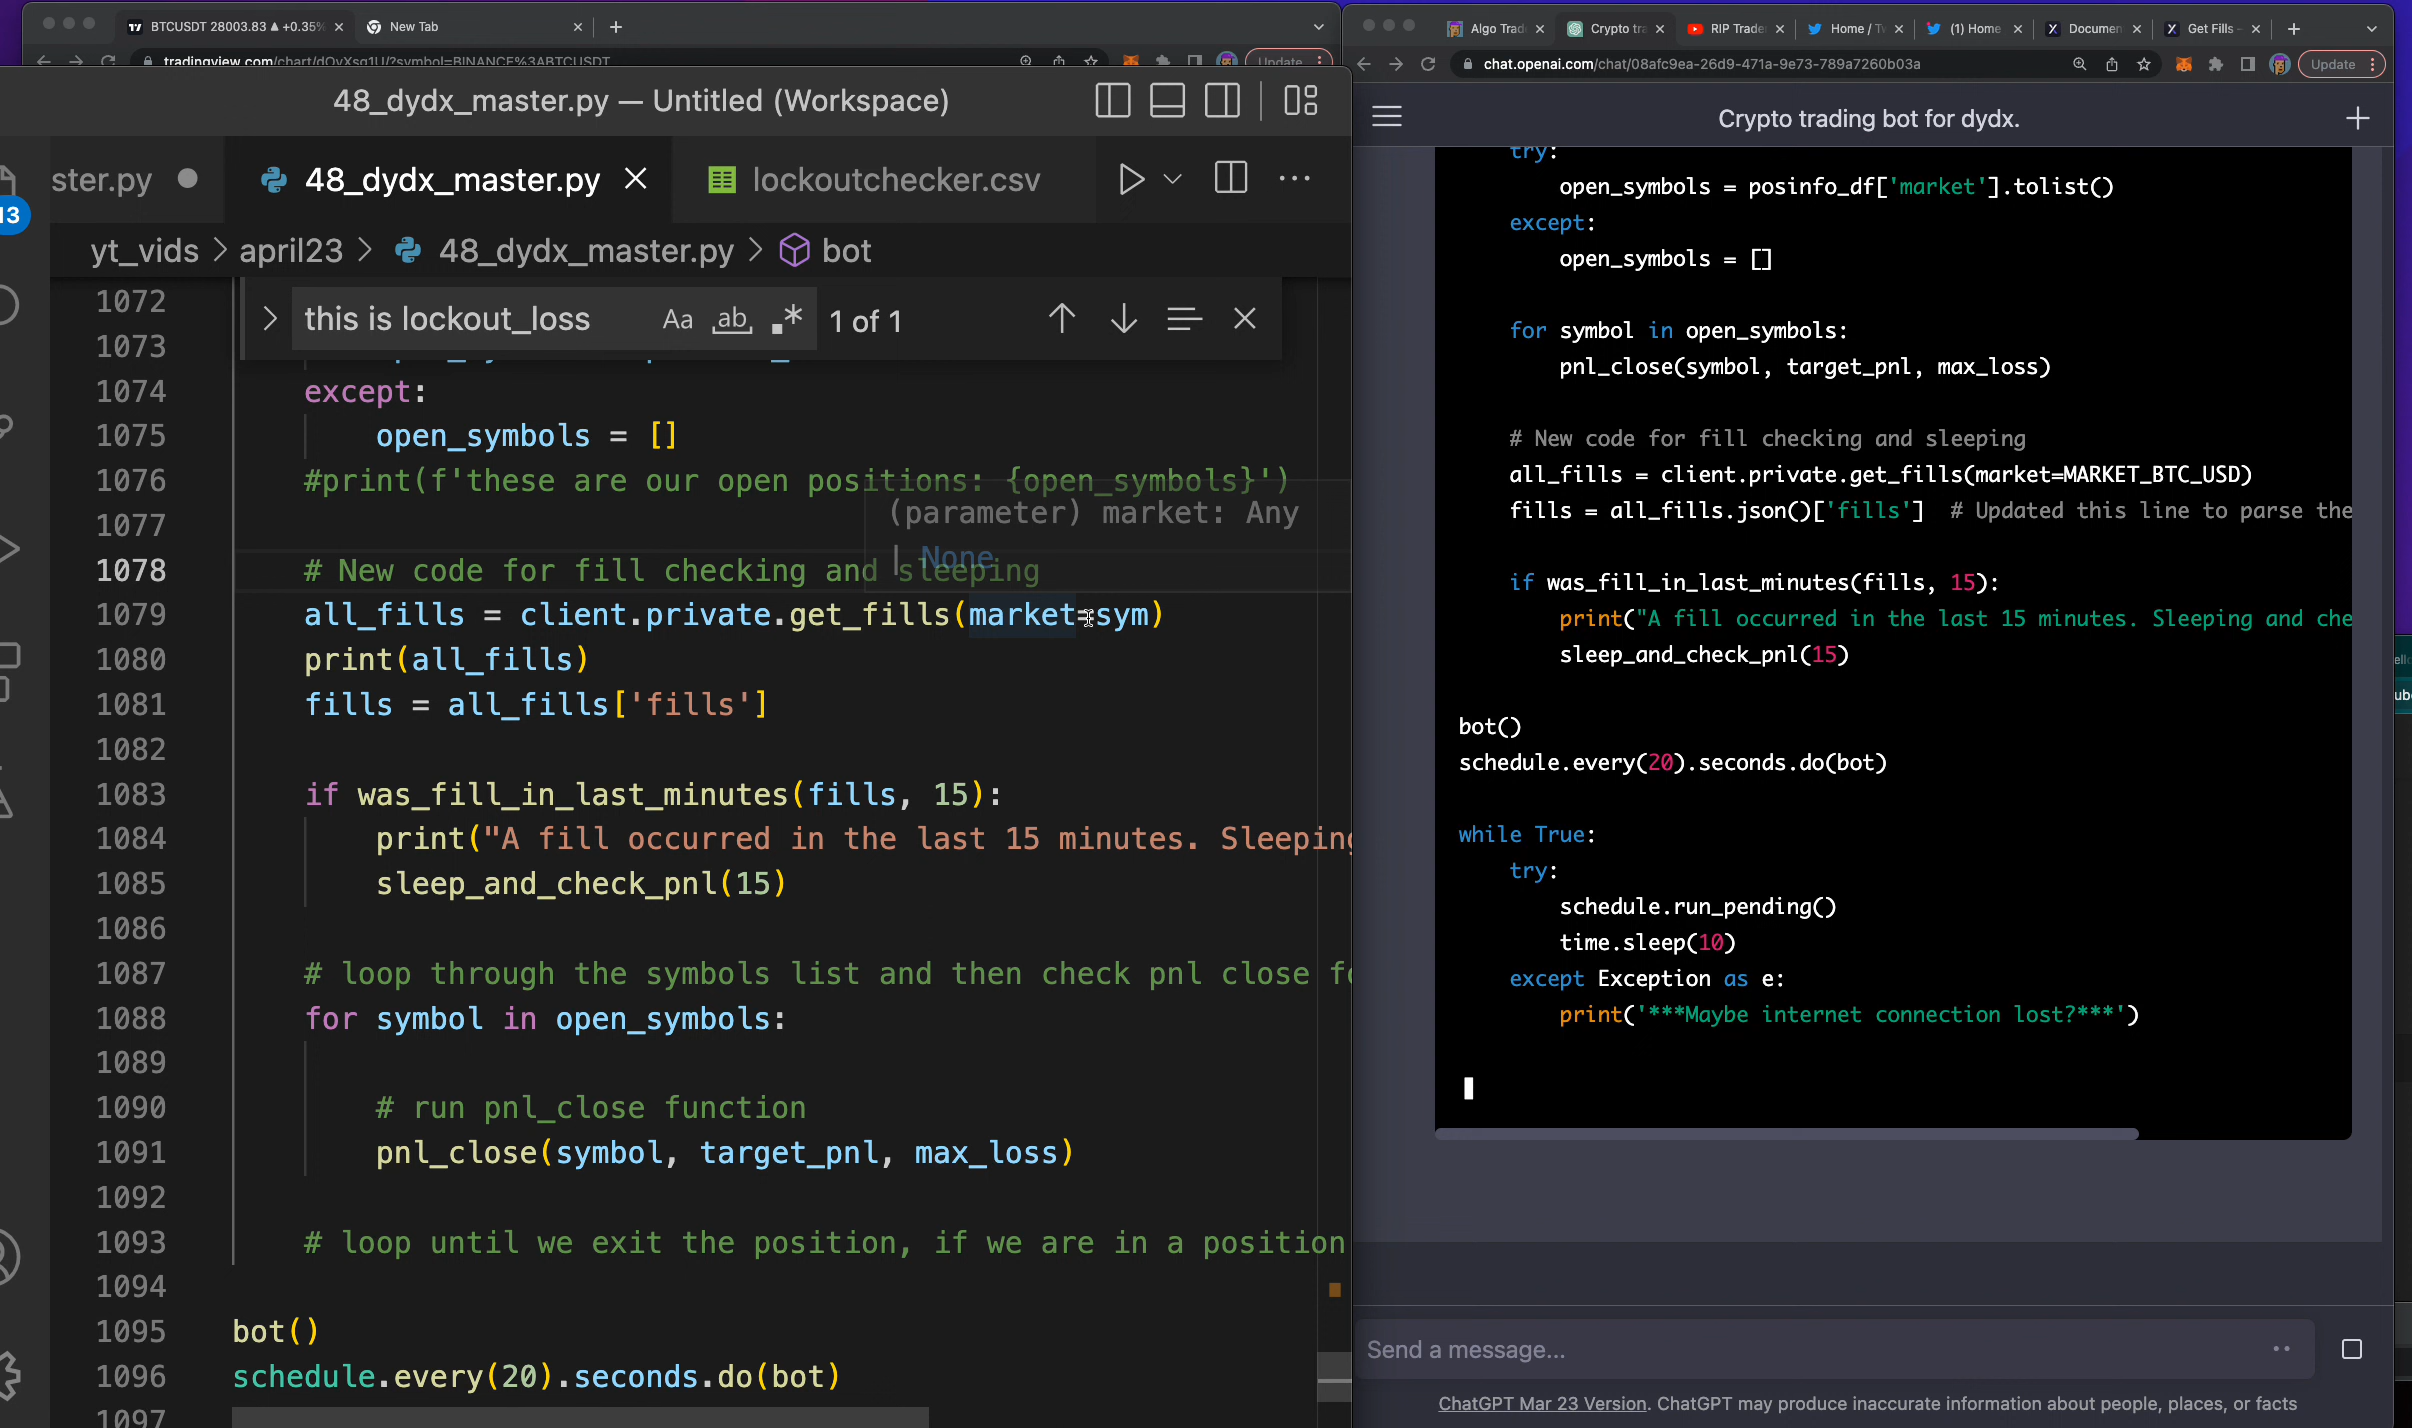 BTCUSDT 28003.83 ▲ +0.35%
New Tab
tradingview.com/chart/dOyXsg1U/?symbol=BINANCE%3ABTCUSDT
Update
48_dydx_master.py — Untitled (Workspace)
ster.py
48_dydx_master.py
lockoutchecker.csv
13
yt_vids > april23 > 48_dydx_master.py > bot
this is lockout_loss Aa ab .* 1 of 1
1072
1073
1074 except:
1075 open_symbols = []
1076 #print(f'these are our open positions: {open_symbols}')
1077
(parameter) market: Any
| None
1078 # New code for fill checking and sleeping
1079 all_fills = client.private.get_fills(market=sym)
1080 print(all_fills)
1081 fills = all_fills['fills']
1082
1083 if was_fill_in_last_minutes(fills, 15):
1084 print("A fill occurred in the last 15 minutes. Sleeping
1085 sleep_and_check_pnl(15)
1086
1087 # loop through the symbols list and then check pnl close fo
1088 for symbol in open_symbols:
1089
1090 # run pnl_close function
1091 pnl_close(symbol, target_pnl, max_loss)
1092
1093 # loop until we exit the position, if we are in a position
1094
1095 bot()
1096 schedule.every(20).seconds.do(bot)
1097
Algo Trad
Crypto tra
RIP Trade
Home / Tw
(1) Home
Documen
Get Fills -
chat.openai.com/chat/08afc9ea-26d9-471a-9e73-789a7260b03a
Update
Crypto trading bot for dydx.
try:
open_symbols = posinfo_df['market'].tolist()
except:
open_symbols = []
for symbol in open_symbols:
pnl_close(symbol, target_pnl, max_loss)
# New code for fill checking and sleeping
all_fills = client.private.get_fills(market=MARKET_BTC_USD)
fills = all_fills.json()['fills'] # Updated this line to parse the
if was_fill_in_last_minutes(fills, 15):
print("A fill occurred in the last 15 minutes. Sleeping and che
sleep_and_check_pnl(15)
bot()
schedule.every(20).seconds.do(bot)
while True:
try:
schedule.run_pending()
time.sleep(10)
except Exception as e:
print('***Maybe internet connection lost?***')
Send a message...
ChatGPT Mar 23 Version. ChatGPT may produce inaccurate information about people, places, or facts